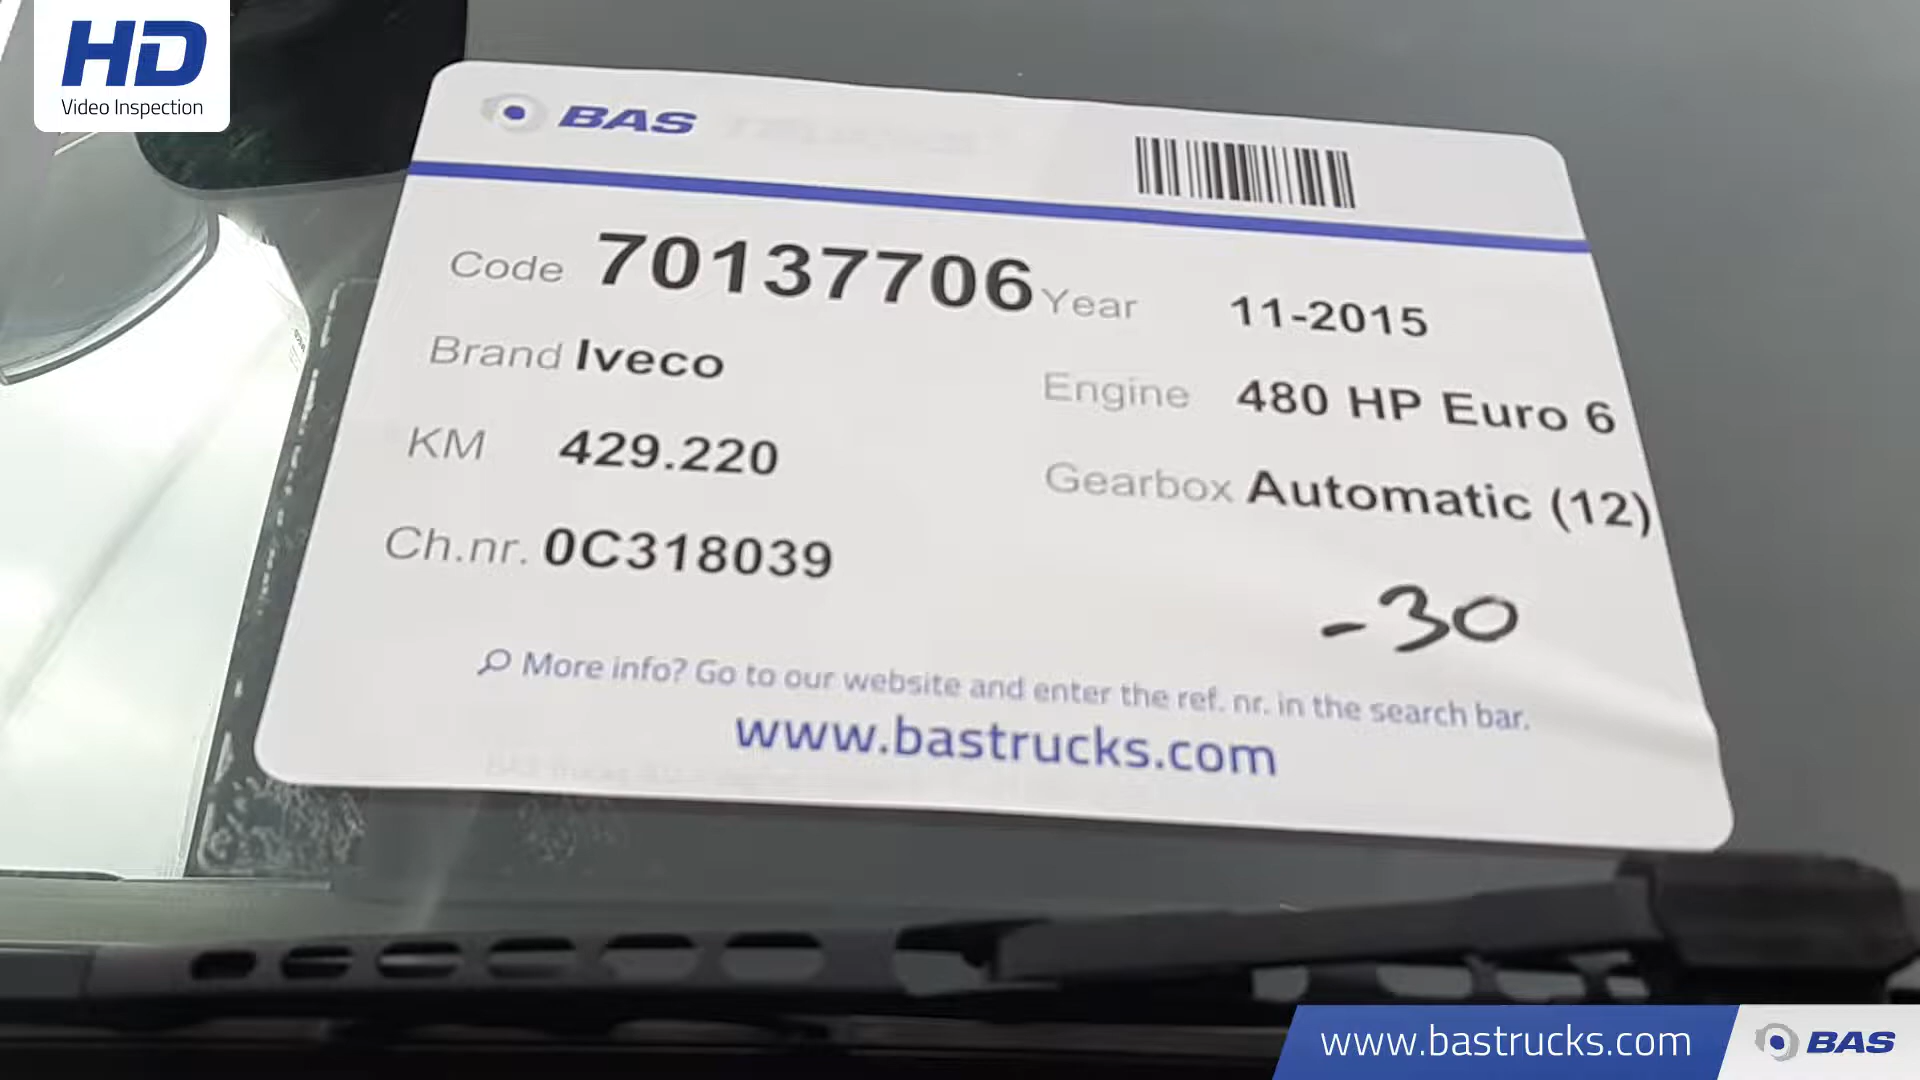 HD
Video Inspection
BAS
Code 70137706
Year 11-2015
Brand Iveco
Engine 480 HP Euro 6
KM 429.220
Gearbox Automatic (12)
Ch.nr. 0C318039
-30
More info? Go to our website and enter the ref. nr. in the search bar.
www.bastrucks.com
www.bastrucks.com
BAS